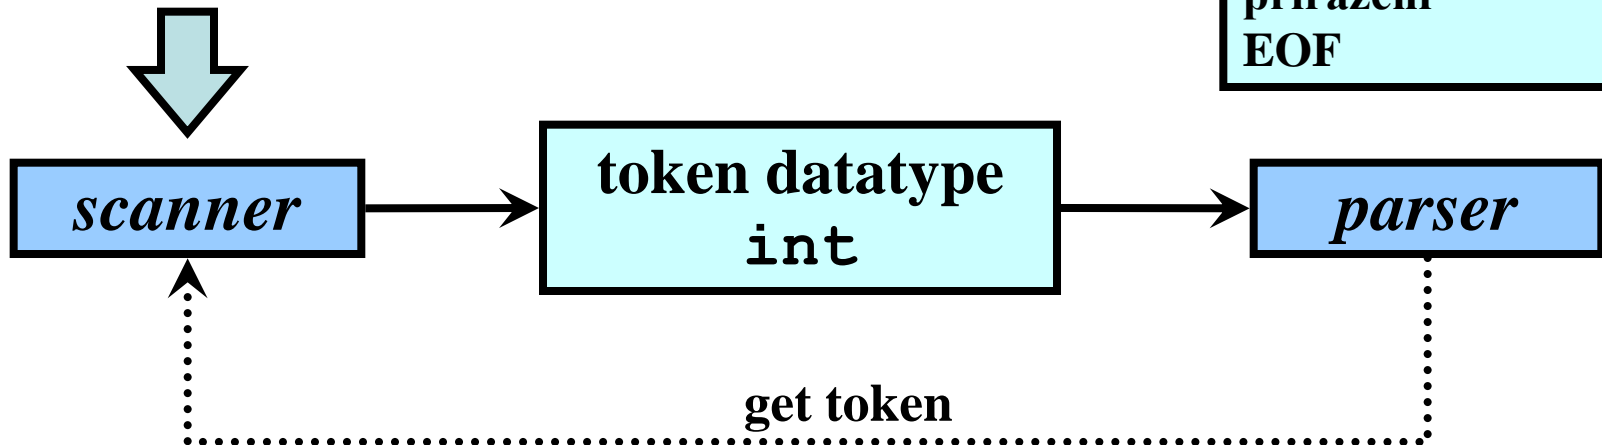 EOF
scanner
token datatype
int
parser
get token